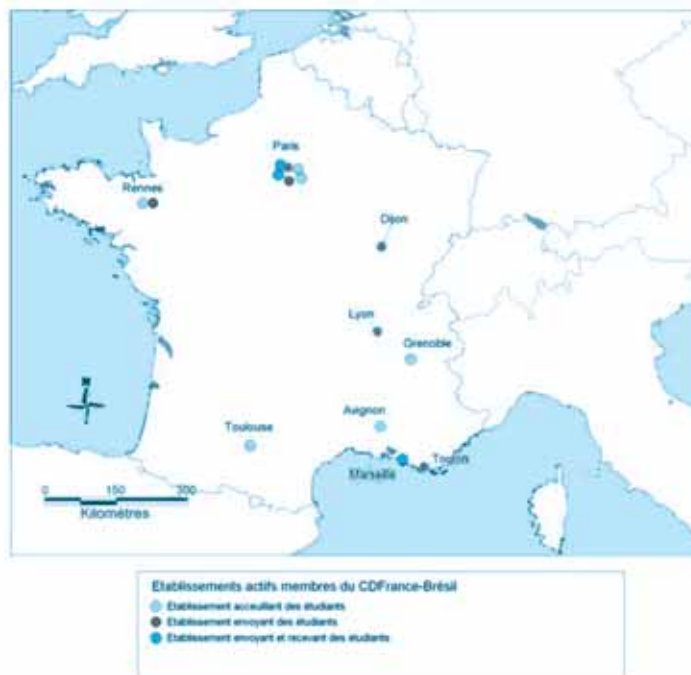 Paris
Rennes
Dijon
Lyon
Grenoble
Avignon
Toulouse
Marseille
Toulon
N
0 150 300
Kilomètres
Etablissements actifs membres du CDFrance-Brésil
Etablissement acceuillant des étudiants
Etablissement envoyant des étudiants
Etablissement envoyant et recevant des étudiants